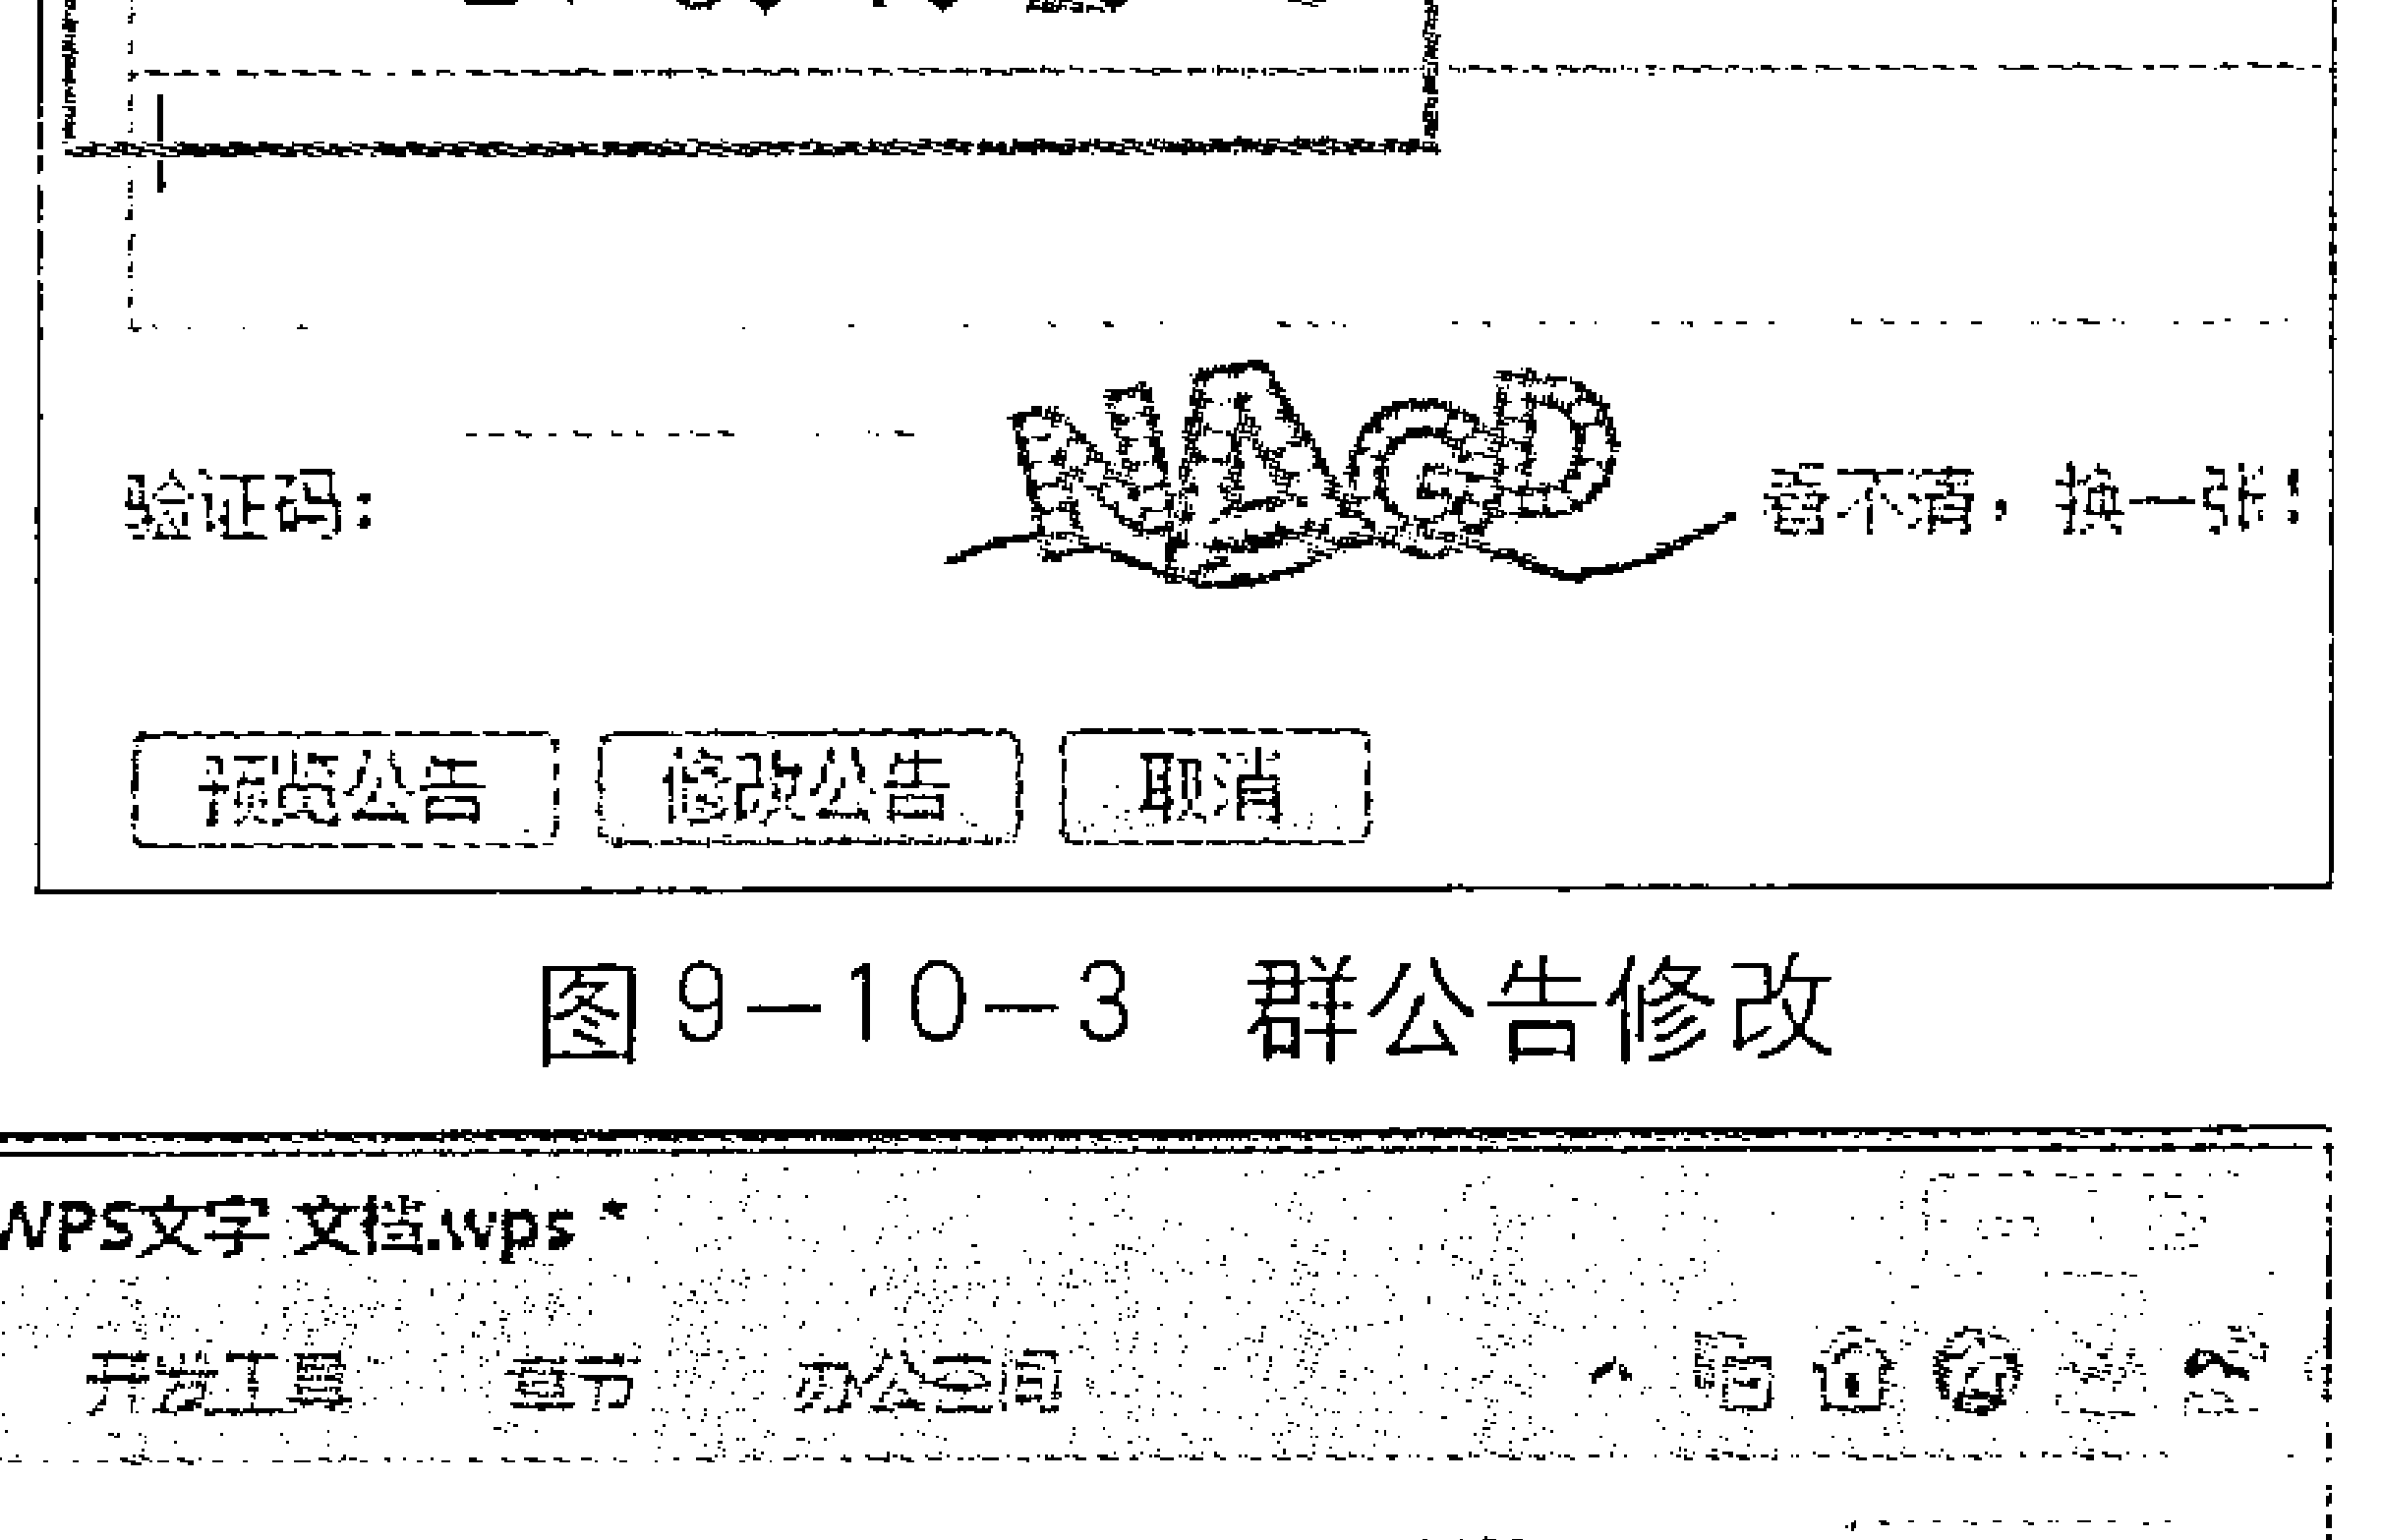 验证码: NAGD 看不清，换一张!
预览公告 修改公告 取消
图9-10-3 群公告修改
WPS文字 文档.wps *
开发工具 章节 办公空间